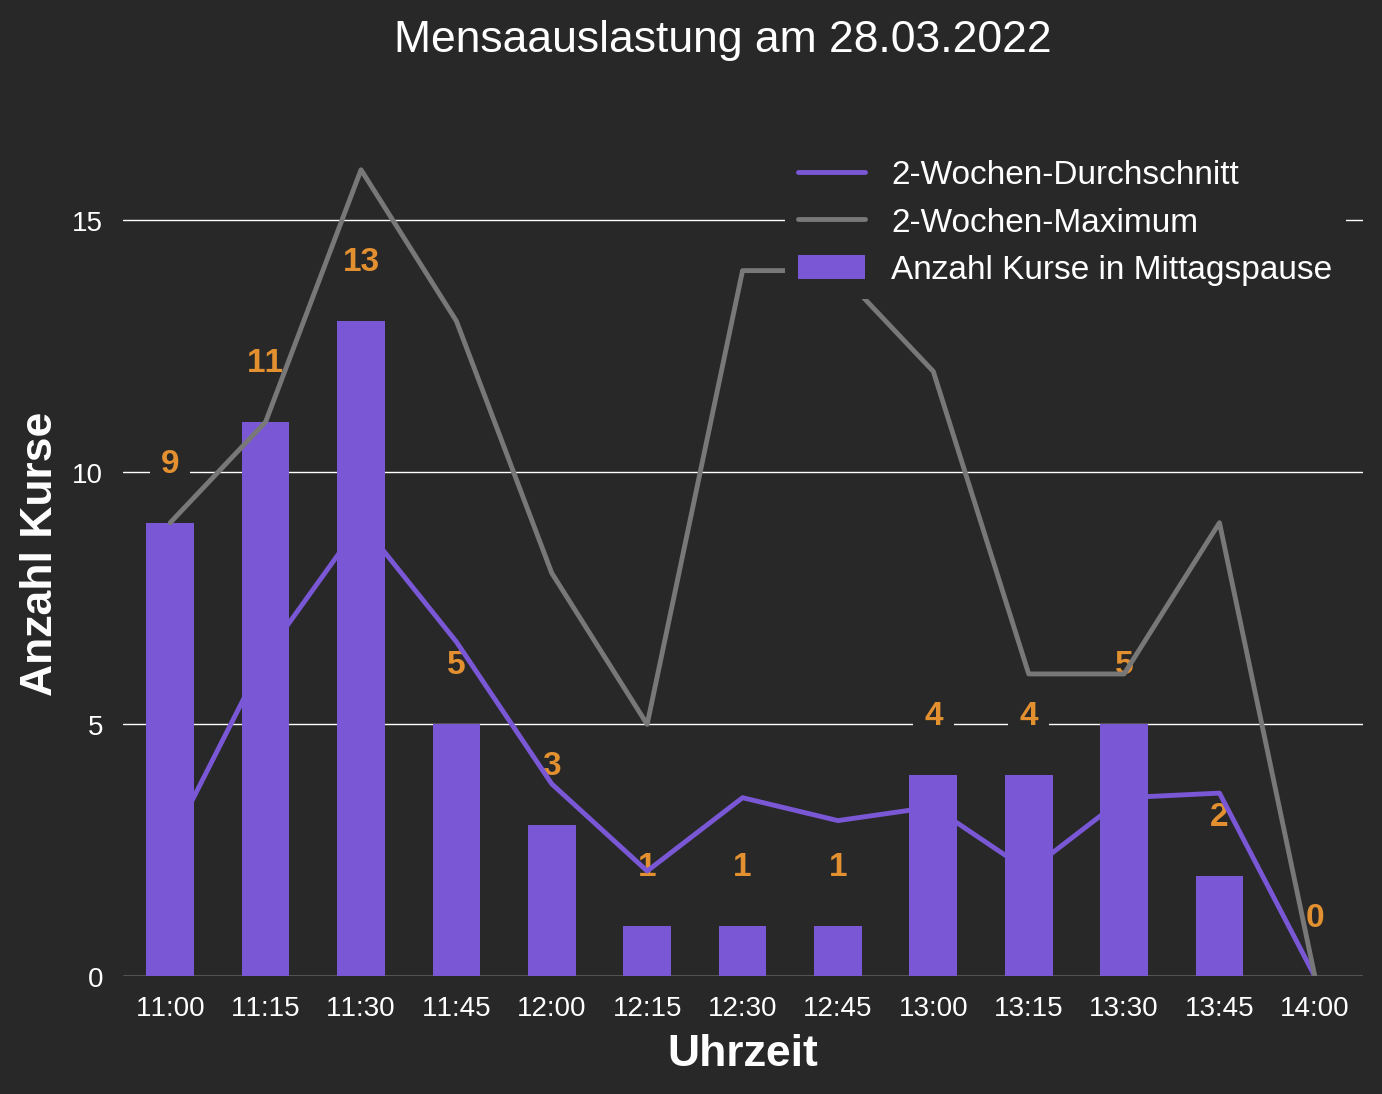 Mensaauslastung am 28.03.2022
2-Wochen-Durchschnitt
2-Wochen-Maximum
Anzahl Kurse in Mittagspause
Anzahl Kurse
15
10
5
0
9
11
13
5
3
1
1
1
4
4
5
2
0
11:00 11:15 11:30 11:45 12:00 12:15 12:30 12:45 13:00 13:15 13:30 13:45 14:00
Uhrzeit